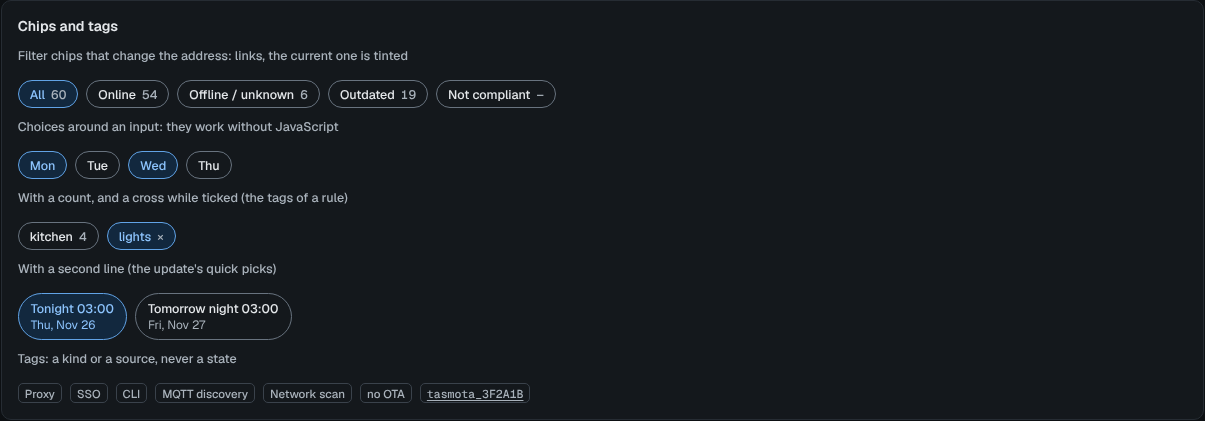 Chips and tags
Filter chips that change the address: links, the current one is tinted
All 60 Online 54 Offline / unknown 6 Outdated 19 Not compliant –
Choices around an input: they work without JavaScript
Mon Tue Wed Thu
With a count, and a cross while ticked (the tags of a rule)
kitchen 4 lights ×
With a second line (the update's quick picks)
Tonight 03:00 Tomorrow night 03:00
Thu, Nov 26 Fri, Nov 27
Tags: a kind or a source, never a state
Proxy SSO CLI MQTT discovery Network scan no OTA tasmota_3F2A1B